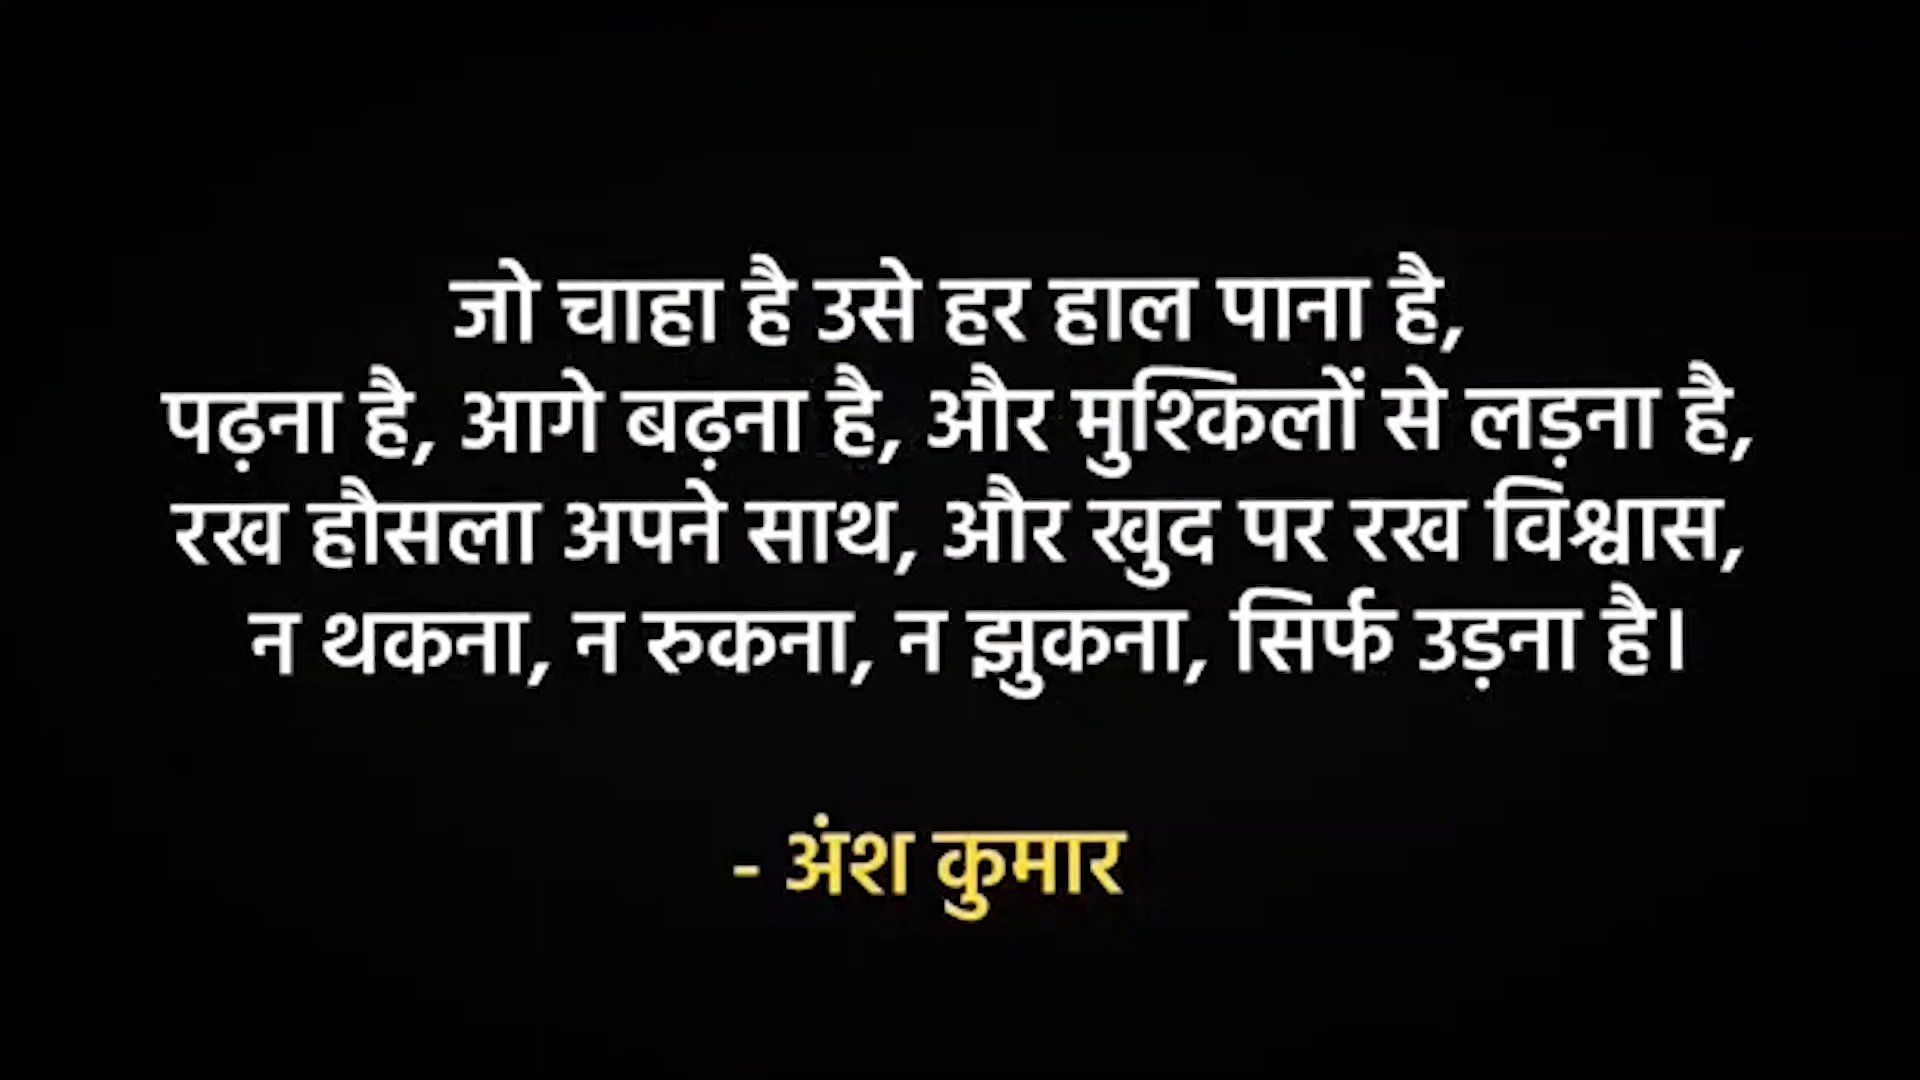 जो चाहा है उसे हर हाल पाना है,
पढ़ना है, आगे बढ़ना है, और मुश्किलों से लड़ना है,
रख हौसला अपने साथ, और खुद पर रख विश्वास,
न थकना, न रुकना, न झुकना, सिर्फ उड़ना है।
- अंश कुमार